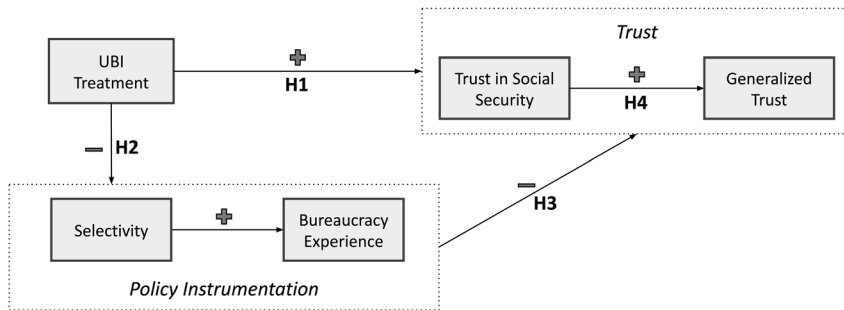 Trust
UBI
Treatment
H1
Trust in Social
Security
H4
Generalized
Trust
H2
H3
Selectivity
Bureaucracy
Experience
Policy Instrumentation